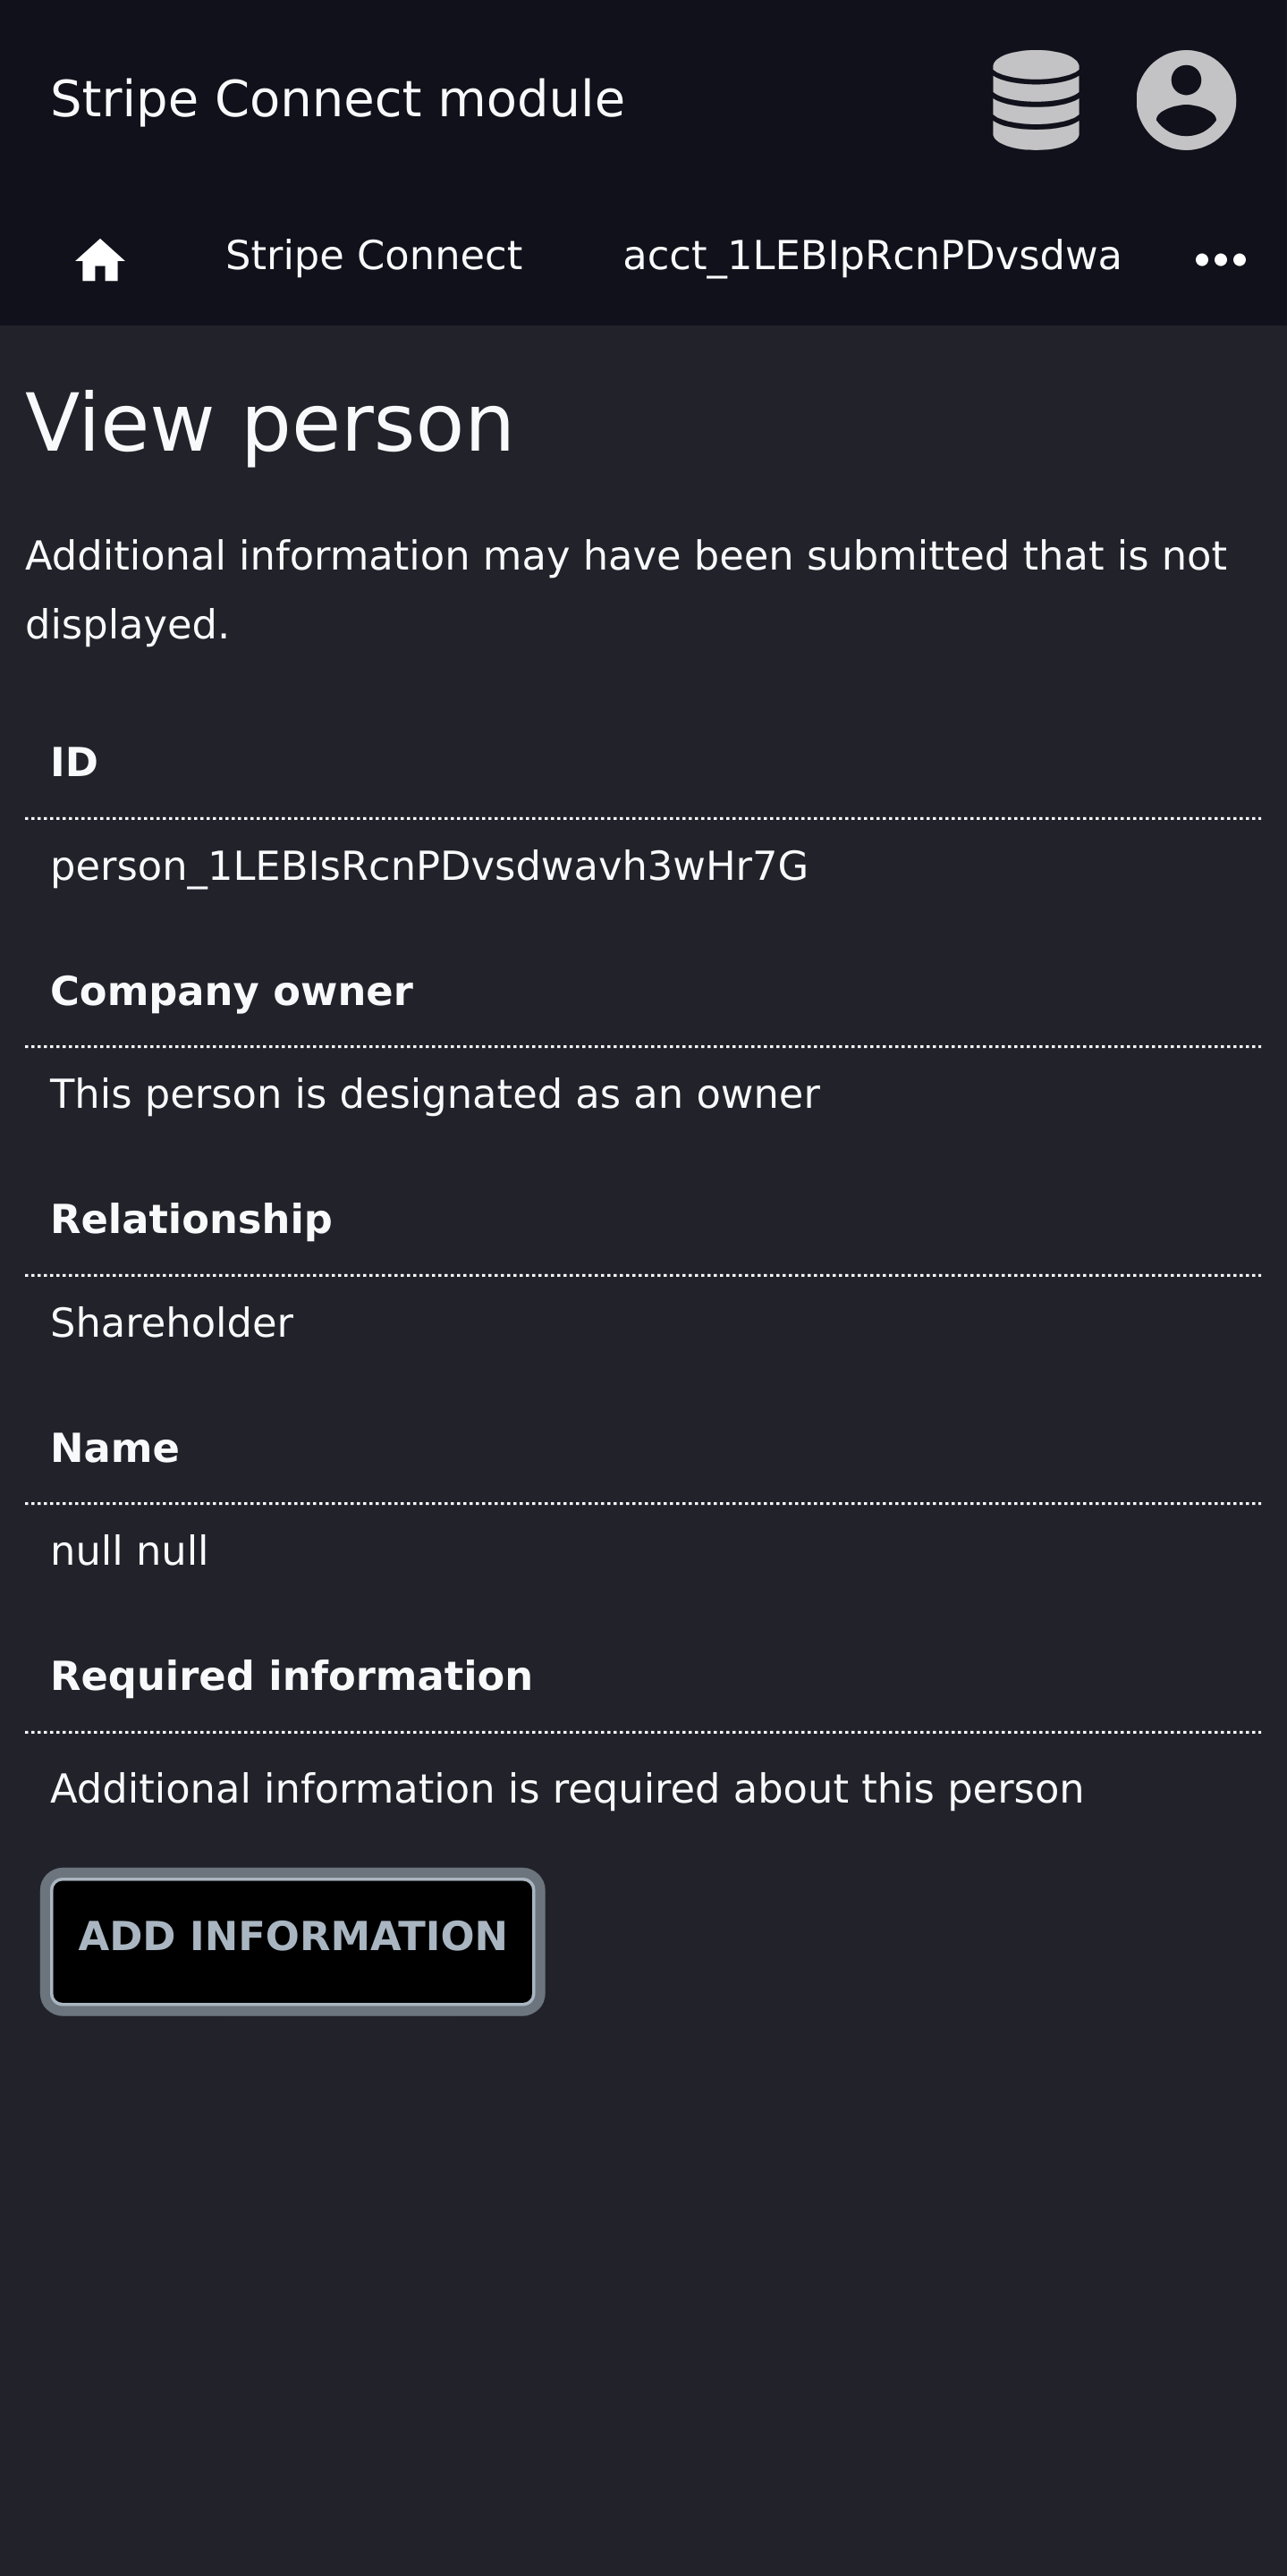 Stripe Connect module
Stripe Connect acct_1LEBIpRcnPDvsdwa
View person
Additional information may have been submitted that is not
displayed.
ID
person_1LEBIsRcnPDvsdwavh3wHr7G
Company owner
This person is designated as an owner
Relationship
Shareholder
Name
null null
Required information
Additional information is required about this person
ADD INFORMATION